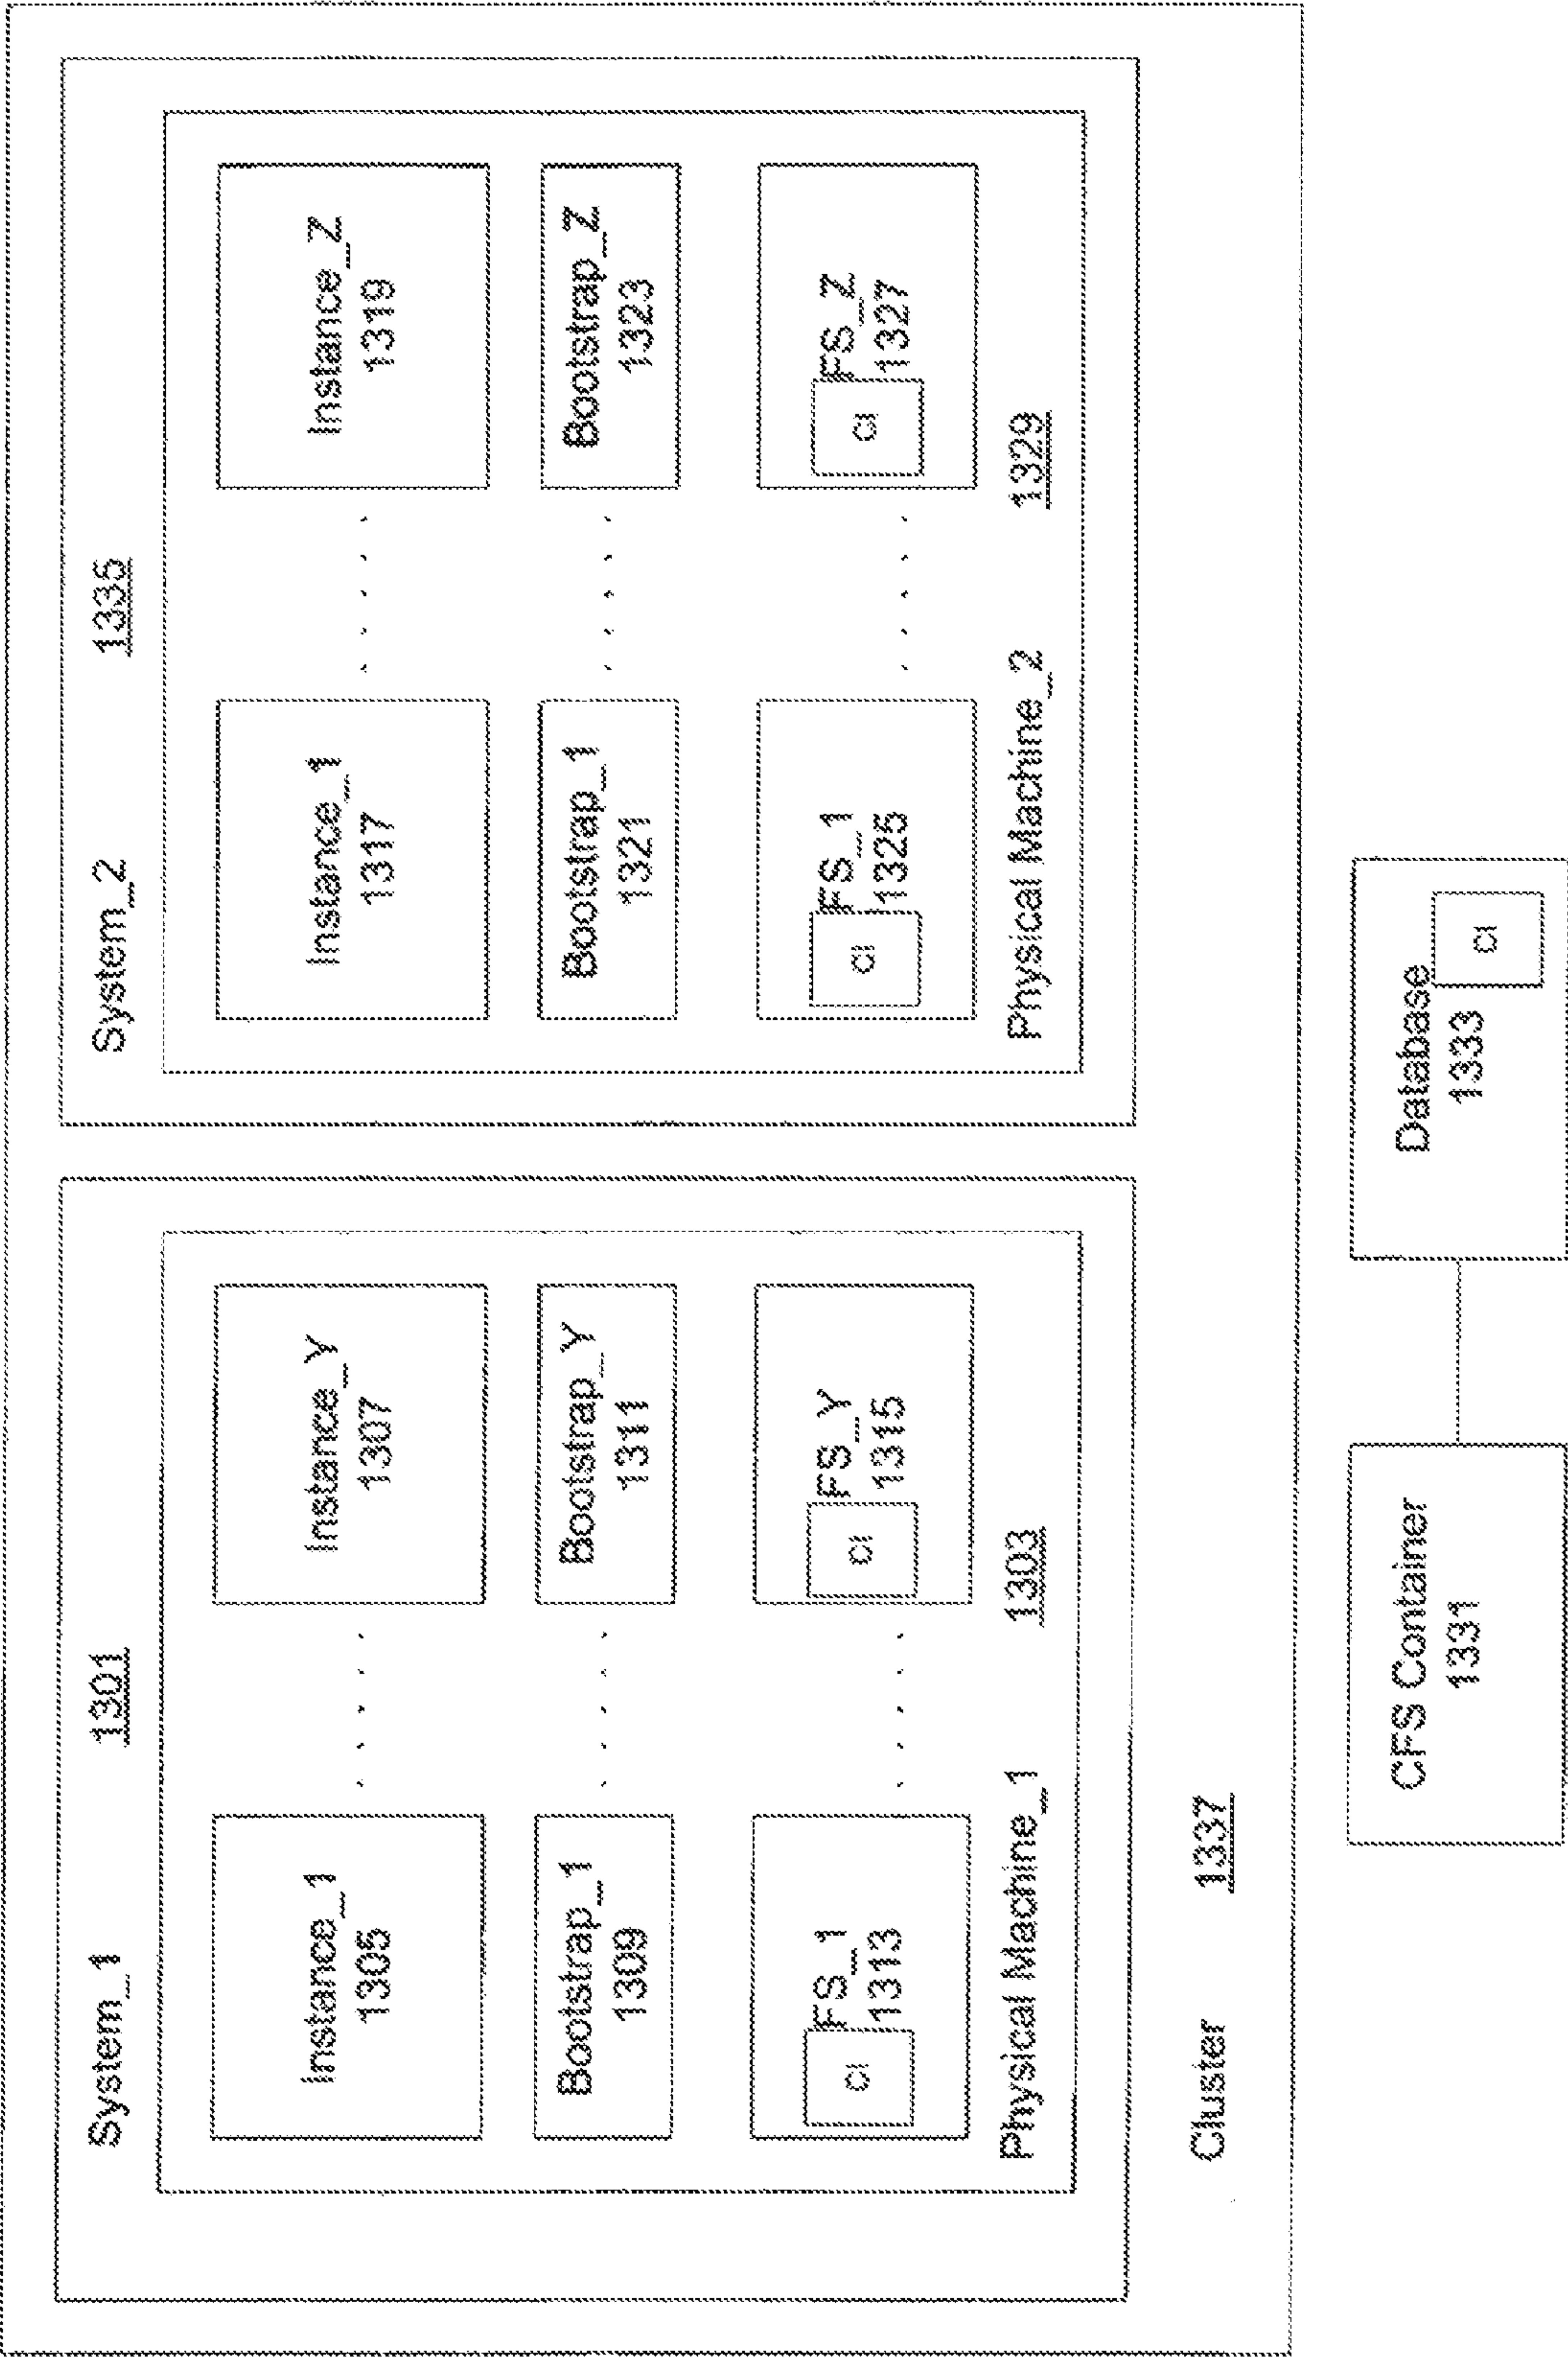 System_1
1301
Instance_1
1305
Instance_Y
1307
Bootstrap_1
1309
Bootstrap_Y
1311
FS_1
1313
CI
FS_Y
1315
CI
Physical Machine_1
1303
System_2
1335
Instance_1
1317
Instance_Z
1319
Bootstrap_1
1321
Bootstrap_Z
1323
FS_1
1325
CI
FS_Z
1327
CI
Physical Machine_2
1329
Cluster
1337
CFS Container
1331
Database
1333
CI